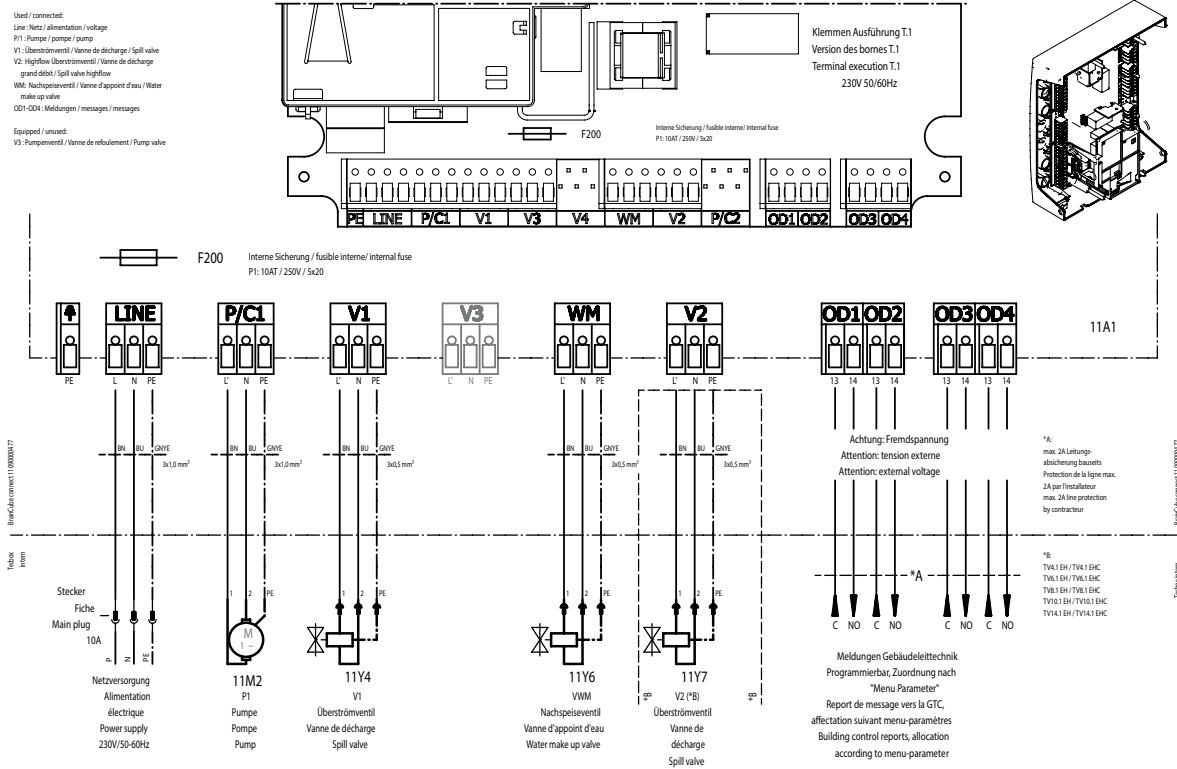 Used / connected:
Line : Netz / alimentation / voltage
P/1 : Pumpe / pompe / pump
V1 : Überströmventil / Vanne de décharge / Spill valve
V2: Highflow Überströmventil / Vanne de décharge
grand débit / Spill valve highflow
WM: Nachspeiseventil / Vanne d'appoint d'eau / Water
make up valve
OD1-OD4 : Meldungen / messages / messages
Equipped / unused:
V3 : Pumpenventil / Vanne de refoulement / Pump valve
Klemmen Ausführung T.1
Version des bornes T.1
Terminal execution T.1
230V 50/60Hz
F200
Interne Sicherung / fusible interne/ internal fuse
P1: 10AT / 250V / 5x20
PE LINE P/C1 V1 V3 V4 WM V2 P/C2 OD1 OD2 OD3 OD4
F200
Interne Sicherung / fusible interne/ internal fuse
P1: 10AT / 250V / 5x20
LINE P/C1 V1 V3 WM V2 OD1 OD2 OD3 OD4
11A1
PE L N PE L' N PE L' N PE L' N PE L' N PE L' N PE 13 14 13 14 13 14 13 14
BN BU GNYE BN BU GNYE BN BU GNYE BN BU GNYE
3x1,0 mm² 3x1,0 mm² 3x0,5 mm² 3x0,5 mm² 3x0,5 mm²
BrainCube connect 11 090000477
Achtung: Fremdspannung
Attention: tension externe
Attention: external voltage
*A:
max. 2A Leitungs-
absicherung bauseits
Protection de la ligne max.
2A par l'installateur
max. 2A line protection
by contracteur
Tecbox
intern
*B:
TV4.1 EH / TV4.1 EHC
TV6.1 EH / TV6.1 EHC
TV8.1 EH / TV8.1 EHC
TV10.1 EH / TV10.1 EHC
TV14.1 EH / TV14.1 EHC
*A
Stecker
Fiche
Main plug
10A
P N PE
1 2 PE 1 2 PE 1 2 PE 1 2 PE
M
1 ~
C NO C NO C NO C NO
Netzversorgung
Alimentation
électrique
Power supply
230V/50-60Hz
11M2
P1
Pumpe
Pompe
Pump
11Y4
V1
Überströmventil
Vanne de décharge
Spill valve
11Y6
VWM
Nachspeiseventil
Vanne d'appoint d'eau
Water make up valve
*B
11Y7
V2 (*B)
Überströmventil
Vanne de
décharge
Spill valve
*B
Meldungen Gebäudeleittechnik
Programmierbar, Zuordnung nach
"Menu Parameter"
Report de message vers la GTC,
affectation suivant menu-paramètres
Building control reports, allocation
according to menu-parameter